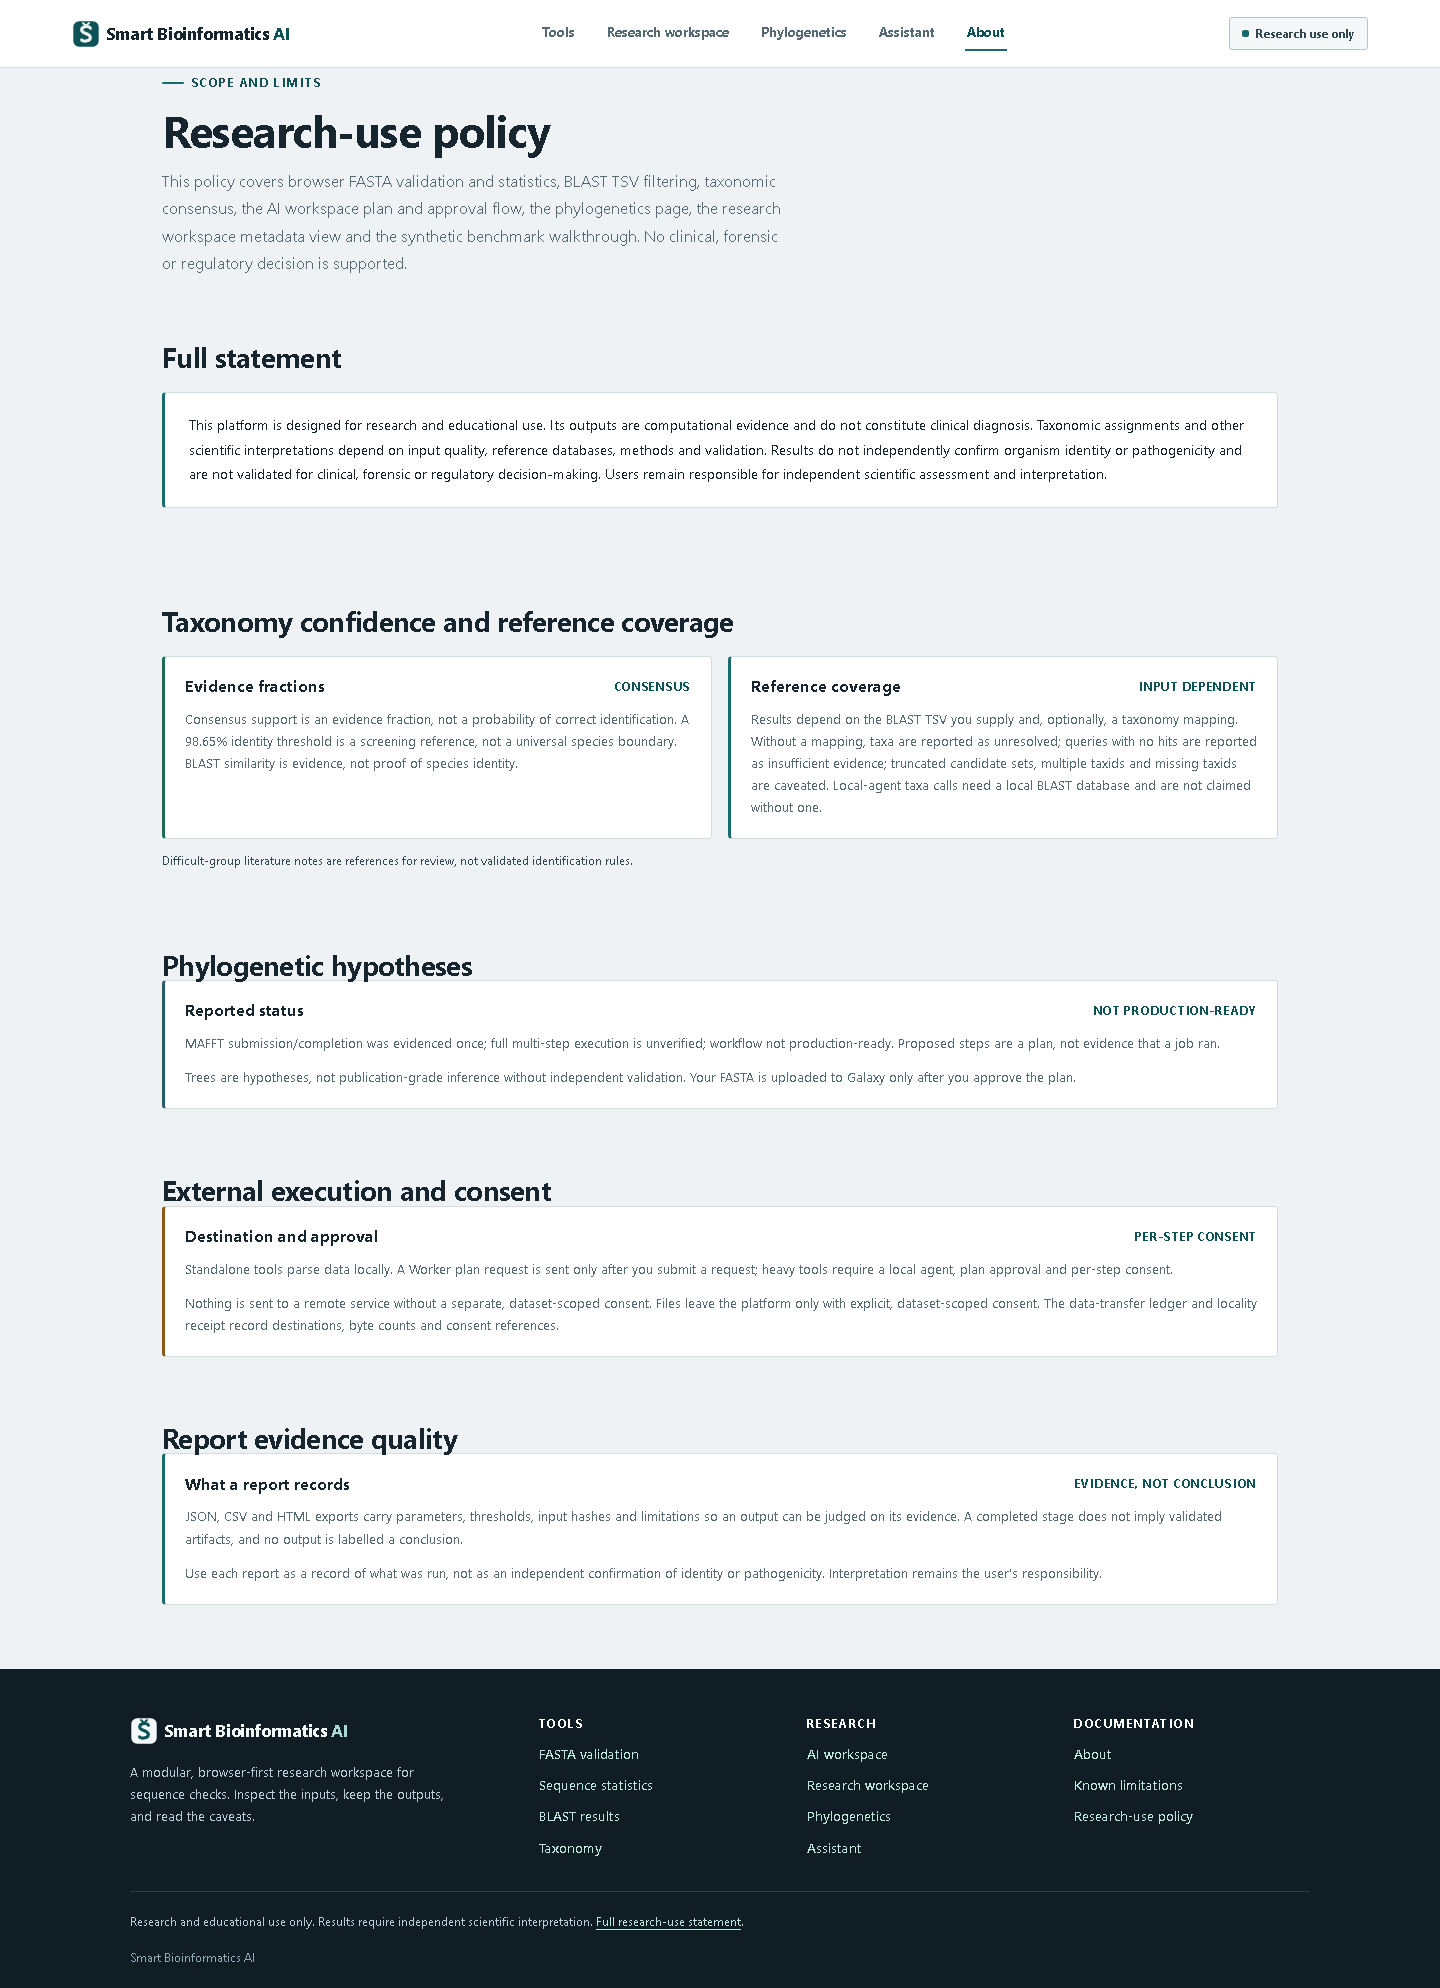 Smart Bioinformatics AI
Tools
Research workspace
Phylogenetics
Assistant
About
Research use only
SCOPE AND LIMITS
Research-use policy
This policy covers browser FASTA validation and statistics, BLAST TSV filtering, taxonomic
consensus, the AI workspace plan and approval flow, the phylogenetics page, the research
workspace metadata view and the synthetic benchmark walkthrough. No clinical, forensic
or regulatory decision is supported.
Full statement
This platform is designed for research and educational use. Its outputs are computational evidence and do not constitute clinical diagnosis. Taxonomic assignments and other
scientific interpretations depend on input quality, reference databases, methods and validation. Results do not independently confirm organism identity or pathogenicity and
are not validated for clinical, forensic or regulatory decision-making. Users remain responsible for independent scientific assessment and interpretation.
Taxonomy confidence and reference coverage
Evidence fractions
CONSENSUS
Consensus support is an evidence fraction, not a probability of correct identification. A
98.65% identity threshold is a screening reference, not a universal species boundary.
BLAST similarity is evidence, not proof of species identity.
Reference coverage
INPUT DEPENDENT
Results depend on the BLAST TSV you supply and, optionally, a taxonomy mapping.
Without a mapping, taxa are reported as unresolved; queries with no hits are reported
as insufficient evidence; truncated candidate sets, multiple taxids and missing taxids
are caveated. Local-agent taxa calls need a local BLAST database and are not claimed
without one.
Difficult-group literature notes are references for review, not validated identification rules.
Phylogenetic hypotheses
Reported status
NOT PRODUCTION-READY
MAFFT submission/completion was evidenced once; full multi-step execution is unverified; workflow not production-ready. Proposed steps are a plan, not evidence that a job ran.
Trees are hypotheses, not publication-grade inference without independent validation. Your FASTA is uploaded to Galaxy only after you approve the plan.
External execution and consent
Destination and approval
PER-STEP CONSENT
Standalone tools parse data locally. A Worker plan request is sent only after you submit a request; heavy tools require a local agent, plan approval and per-step consent.
Nothing is sent to a remote service without a separate, dataset-scoped consent. Files leave the platform only with explicit, dataset-scoped consent. The data-transfer ledger and locality
receipt record destinations, byte counts and consent references.
Report evidence quality
What a report records
EVIDENCE, NOT CONCLUSION
JSON, CSV and HTML exports carry parameters, thresholds, input hashes and limitations so an output can be judged on its evidence. A completed stage does not imply validated
artifacts, and no output is labelled a conclusion.
Use each report as a record of what was run, not as an independent confirmation of identity or pathogenicity. Interpretation remains the user's responsibility.
Smart Bioinformatics AI
A modular, browser-first research workspace for
sequence checks. Inspect the inputs, keep the outputs,
and read the caveats.
TOOLS
FASTA validation
Sequence statistics
BLAST results
Taxonomy
RESEARCH
AI workspace
Research workspace
Phylogenetics
Assistant
DOCUMENTATION
About
Known limitations
Research-use policy
Research and educational use only. Results require independent scientific interpretation. Full research-use statement.
Smart Bioinformatics AI